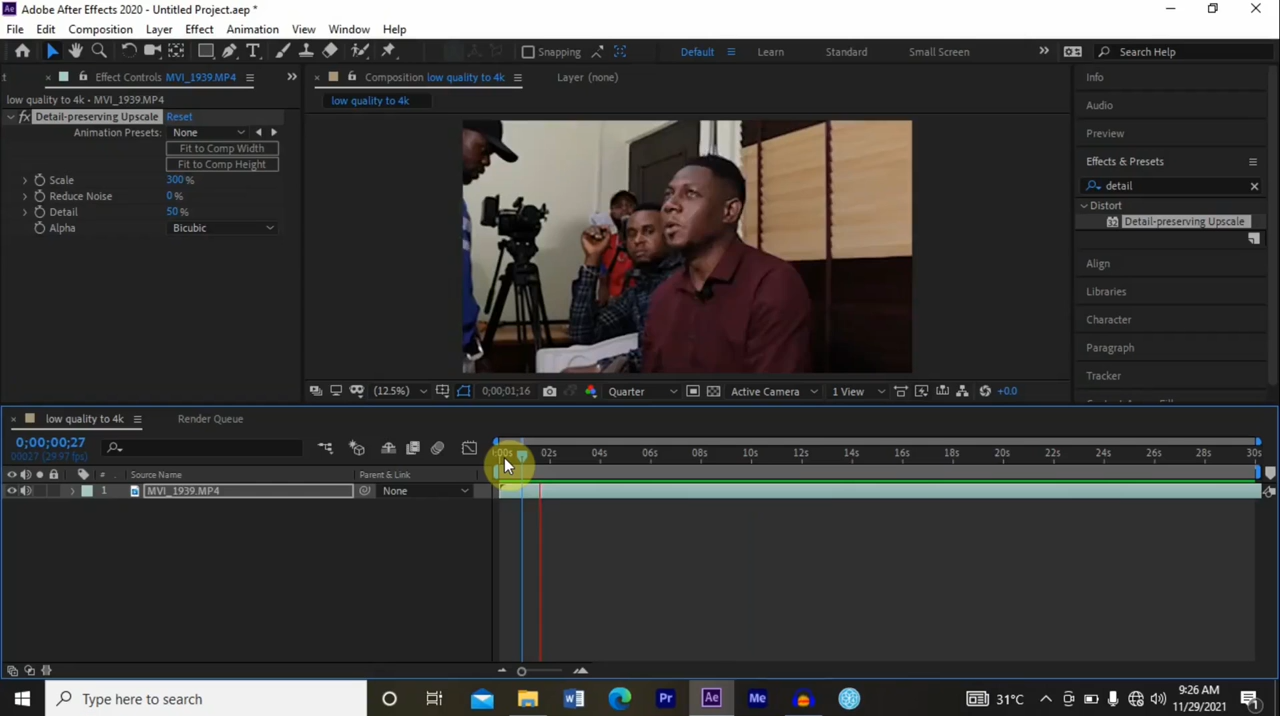 Adobe After Effects 2020 - Untitled Project.aep *
File Edit Composition Layer Effect Animation View Window Help
Snapping Default Learn Standard Small Screen Search Help
Effect Controls MVI_1939.MP4
Composition low quality to 4k
Layer (none)
low quality to 4k • MVI_1939.MP4
low quality to 4k
fx Detail-preserving Upscale Reset
Animation Presets: None
Fit to Comp Width
Fit to Comp Height
Scale 300 %
Reduce Noise 0 %
Detail 50 %
Alpha Bicubic
Info
Audio
Preview
Effects & Presets
detail
Distort
Detail-preserving Upscale
Align
Libraries
Character
Paragraph
Tracker
(12.5%) 0;00;01;16 Quarter Active Camera 1 View +0.0
low quality to 4k Render Queue
0;00;00;27
00027 (29.97 fps)
:00s 02s 04s 06s 08s 10s 12s 14s 16s 18s 20s 22s 24s 26s 28s 30s
# Source Name Parent & Link
1 MVI_1939.MP4 None
Type here to search Pr Ae Me 31°C 9:26 AM
11/29/2021